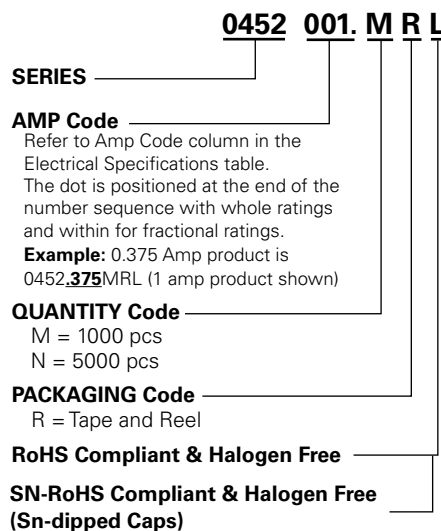 0452 001. M R L
SERIES
AMP Code
Refer to Amp Code column in the
Electrical Specifications table.
The dot is positioned at the end of the
number sequence with whole ratings
and within for fractional ratings.
Example: 0.375 Amp product is
0452.375MRL (1 amp product shown)
QUANTITY Code
M = 1000 pcs
N = 5000 pcs
PACKAGING Code
R = Tape and Reel
RoHS Compliant & Halogen Free
SN-RoHS Compliant & Halogen Free
(Sn-dipped Caps)